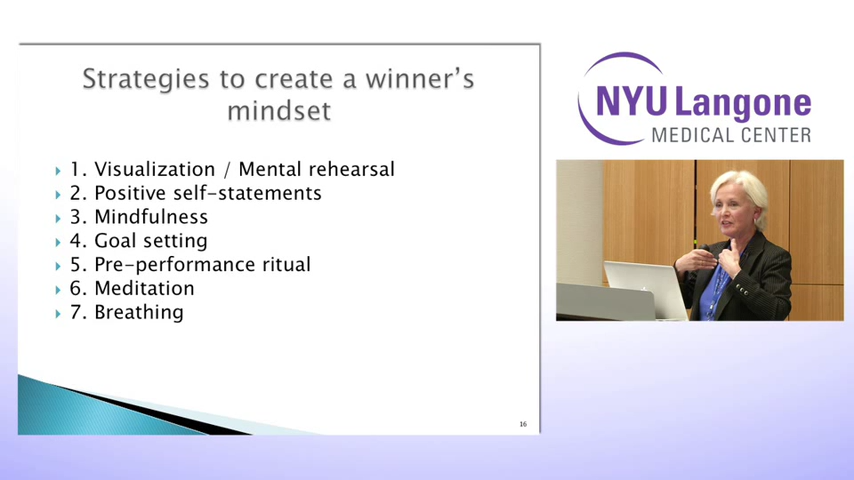 Strategies to create a winner's
mindset
1. Visualization / Mental rehearsal
2. Positive self-statements
3. Mindfulness
4. Goal setting
5. Pre-performance ritual
6. Meditation
7. Breathing
16
NYU Langone
MEDICAL CENTER